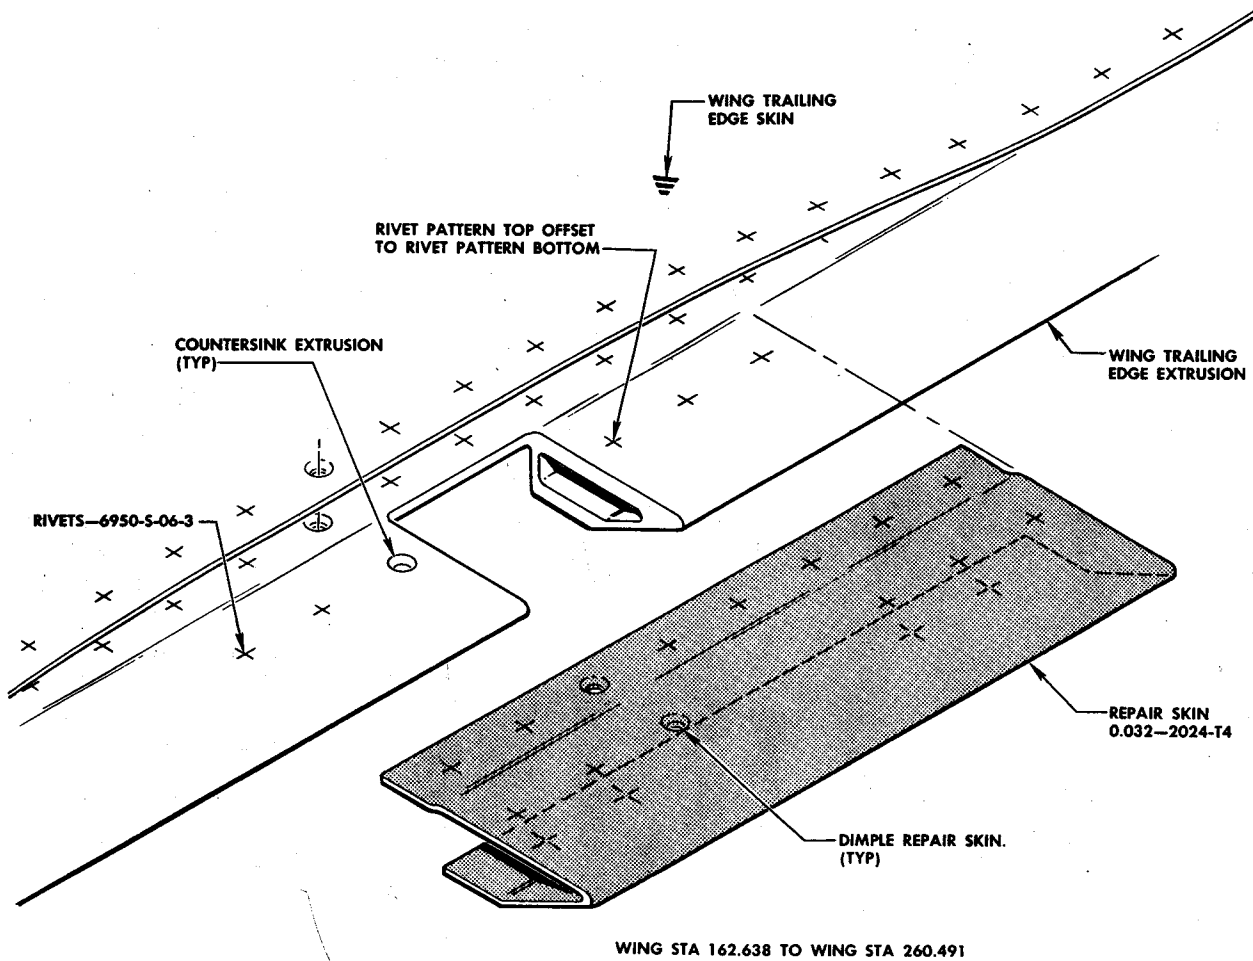 WING TRAILING
EDGE SKIN
RIVET PATTERN TOP OFFSET
TO RIVET PATTERN BOTTOM
COUNTERSINK EXTRUSION
(TYP)
WING TRAILING
EDGE EXTRUSION
RIVETS—6950-S-06-3
REPAIR SKIN
0.032—2024-T4
DIMPLE REPAIR SKIN.
(TYP)
WING STA 162.638 TO WING STA 260.491